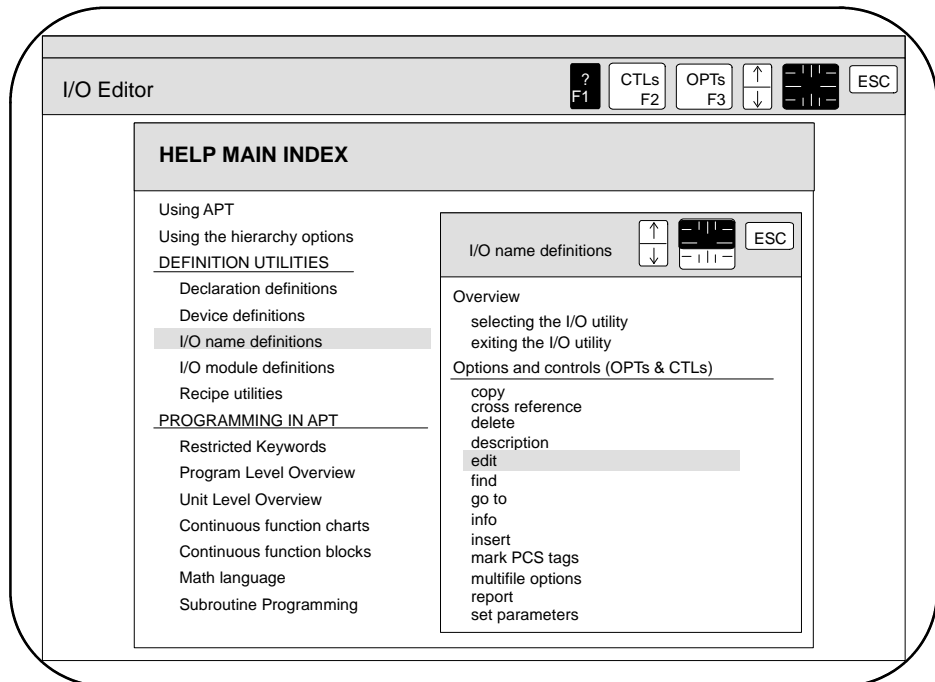 I/O Editor
?
F1
CTLs
F2
OPTs
F3
↑
↓
ESC
HELP MAIN INDEX
Using APT
Using the hierarchy options
DEFINITION UTILITIES
Declaration definitions
Device definitions
I/O name definitions
I/O module definitions
Recipe utilities
PROGRAMMING IN APT
Restricted Keywords
Program Level Overview
Unit Level Overview
Continuous function charts
Continuous function blocks
Math language
Subroutine Programming
I/O name definitions
↑
↓
ESC
Overview
selecting the I/O utility
exiting the I/O utility
Options and controls (OPTs & CTLs)
copy
cross reference
delete
description
edit
find
go to
info
insert
mark PCS tags
multifile options
report
set parameters